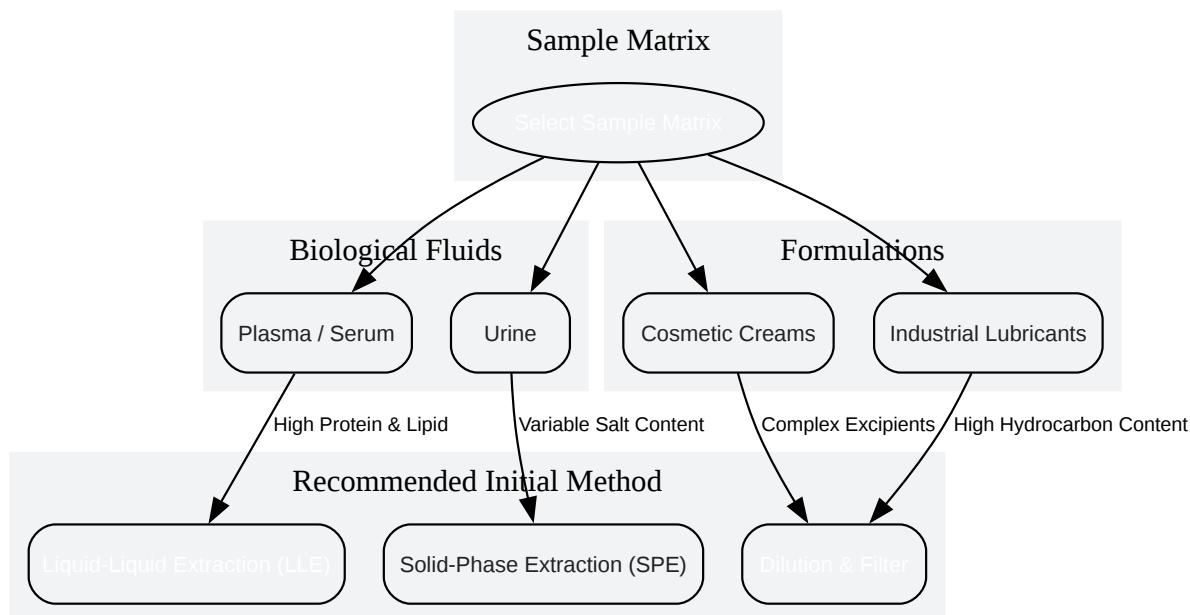 Sample Matrix
Select Sample Matrix
Biological Fluids
Formulations
Plasma / Serum
Urine
Cosmetic Creams
Industrial Lubricants
High Protein & Lipid
Variable Salt Content
Complex Excipients
High Hydrocarbon Content
Recommended Initial Method
Liquid-Liquid Extraction (LLE)
Solid-Phase Extraction (SPE)
Dilution & Filter